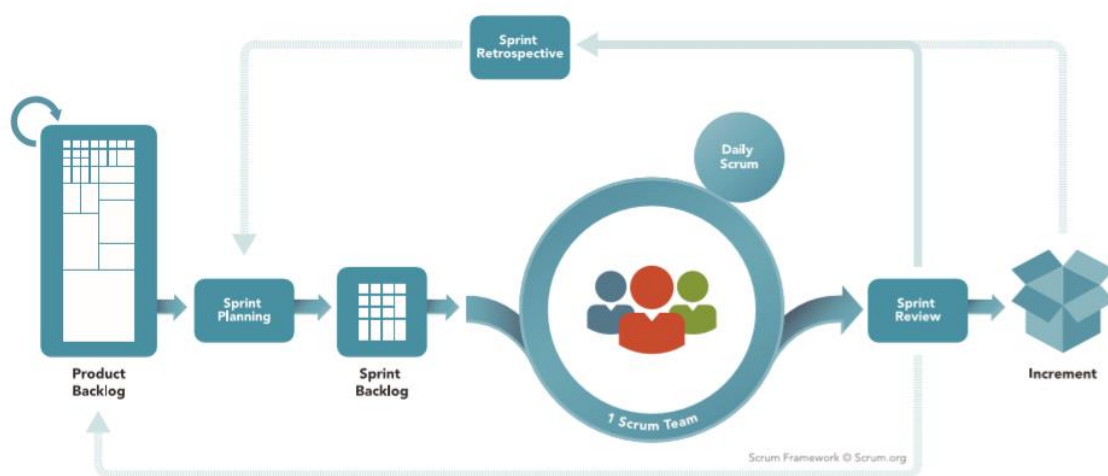 Sprint
Retrospective
Daily
Scrum
Sprint
Planning
Sprint
Review
Product
Backlog
Sprint
Backlog
1 Scrum Team
Increment
Scrum Framework © Scrum.org